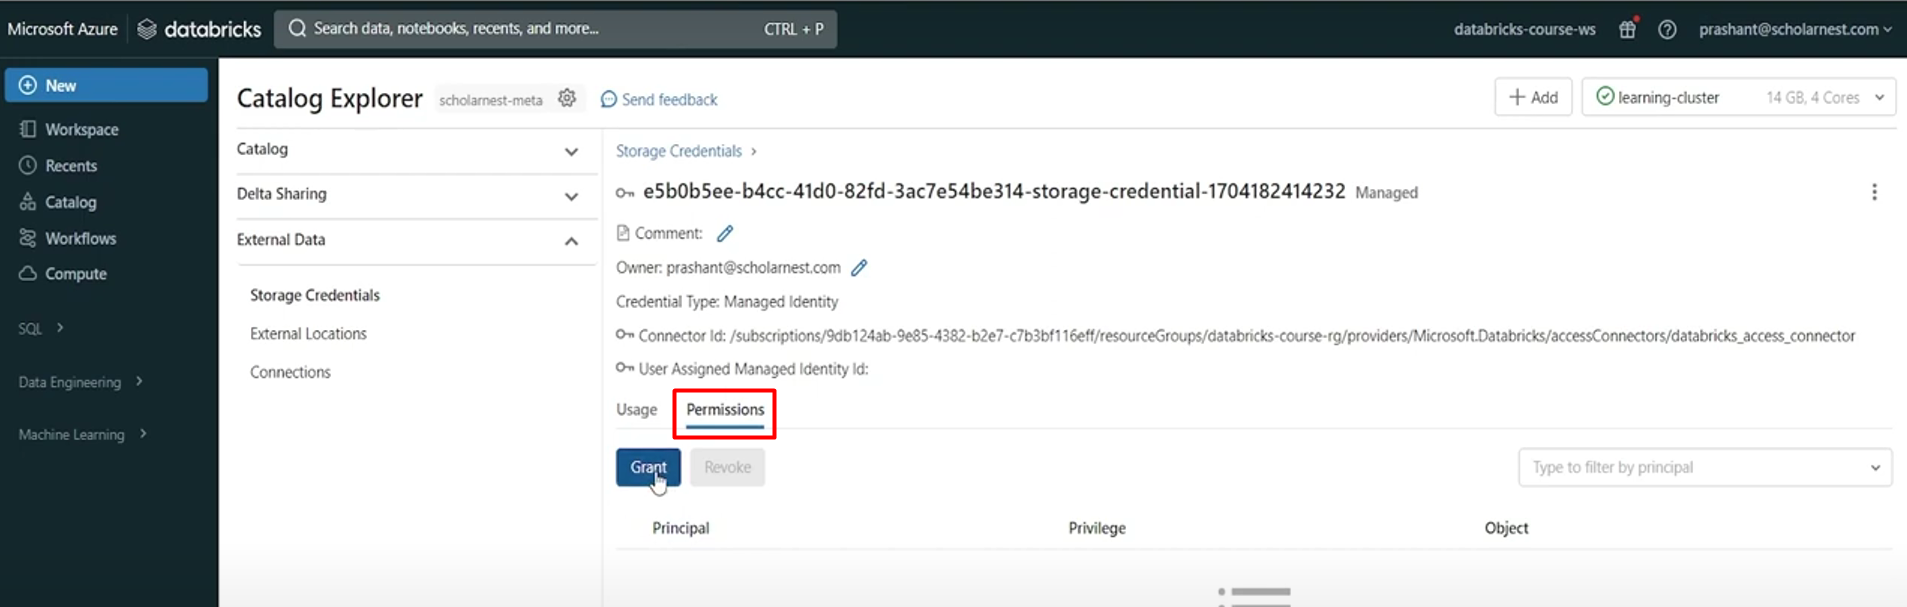 Microsoft Azure databricks Search data, notebooks, recents, and more... CTRL + P databricks-course-ws prashant@scholarnest.com
New
Workspace
Recents
Catalog
Workflows
Compute
SQL
Data Engineering
Machine Learning
Catalog Explorer scholarnest-meta Send feedback
Add learning-cluster 14 GB, 4 Cores
Catalog
Delta Sharing
External Data
Storage Credentials
External Locations
Connections
Storage Credentials >
e5b0b5ee-b4cc-41d0-82fd-3ac7e54be314-storage-credential-1704182414232 Managed
Comment:
Owner: prashant@scholarnest.com
Credential Type: Managed Identity
Connector Id: /subscriptions/9db124ab-9e85-4382-b2e7-c7b3bf116eff/resourceGroups/databricks-course-rg/providers/Microsoft.Databricks/accessConnectors/databricks_access_connector
User Assigned Managed Identity Id:
Usage Permissions
Grant Revoke Type to filter by principal
Principal Privilege Object